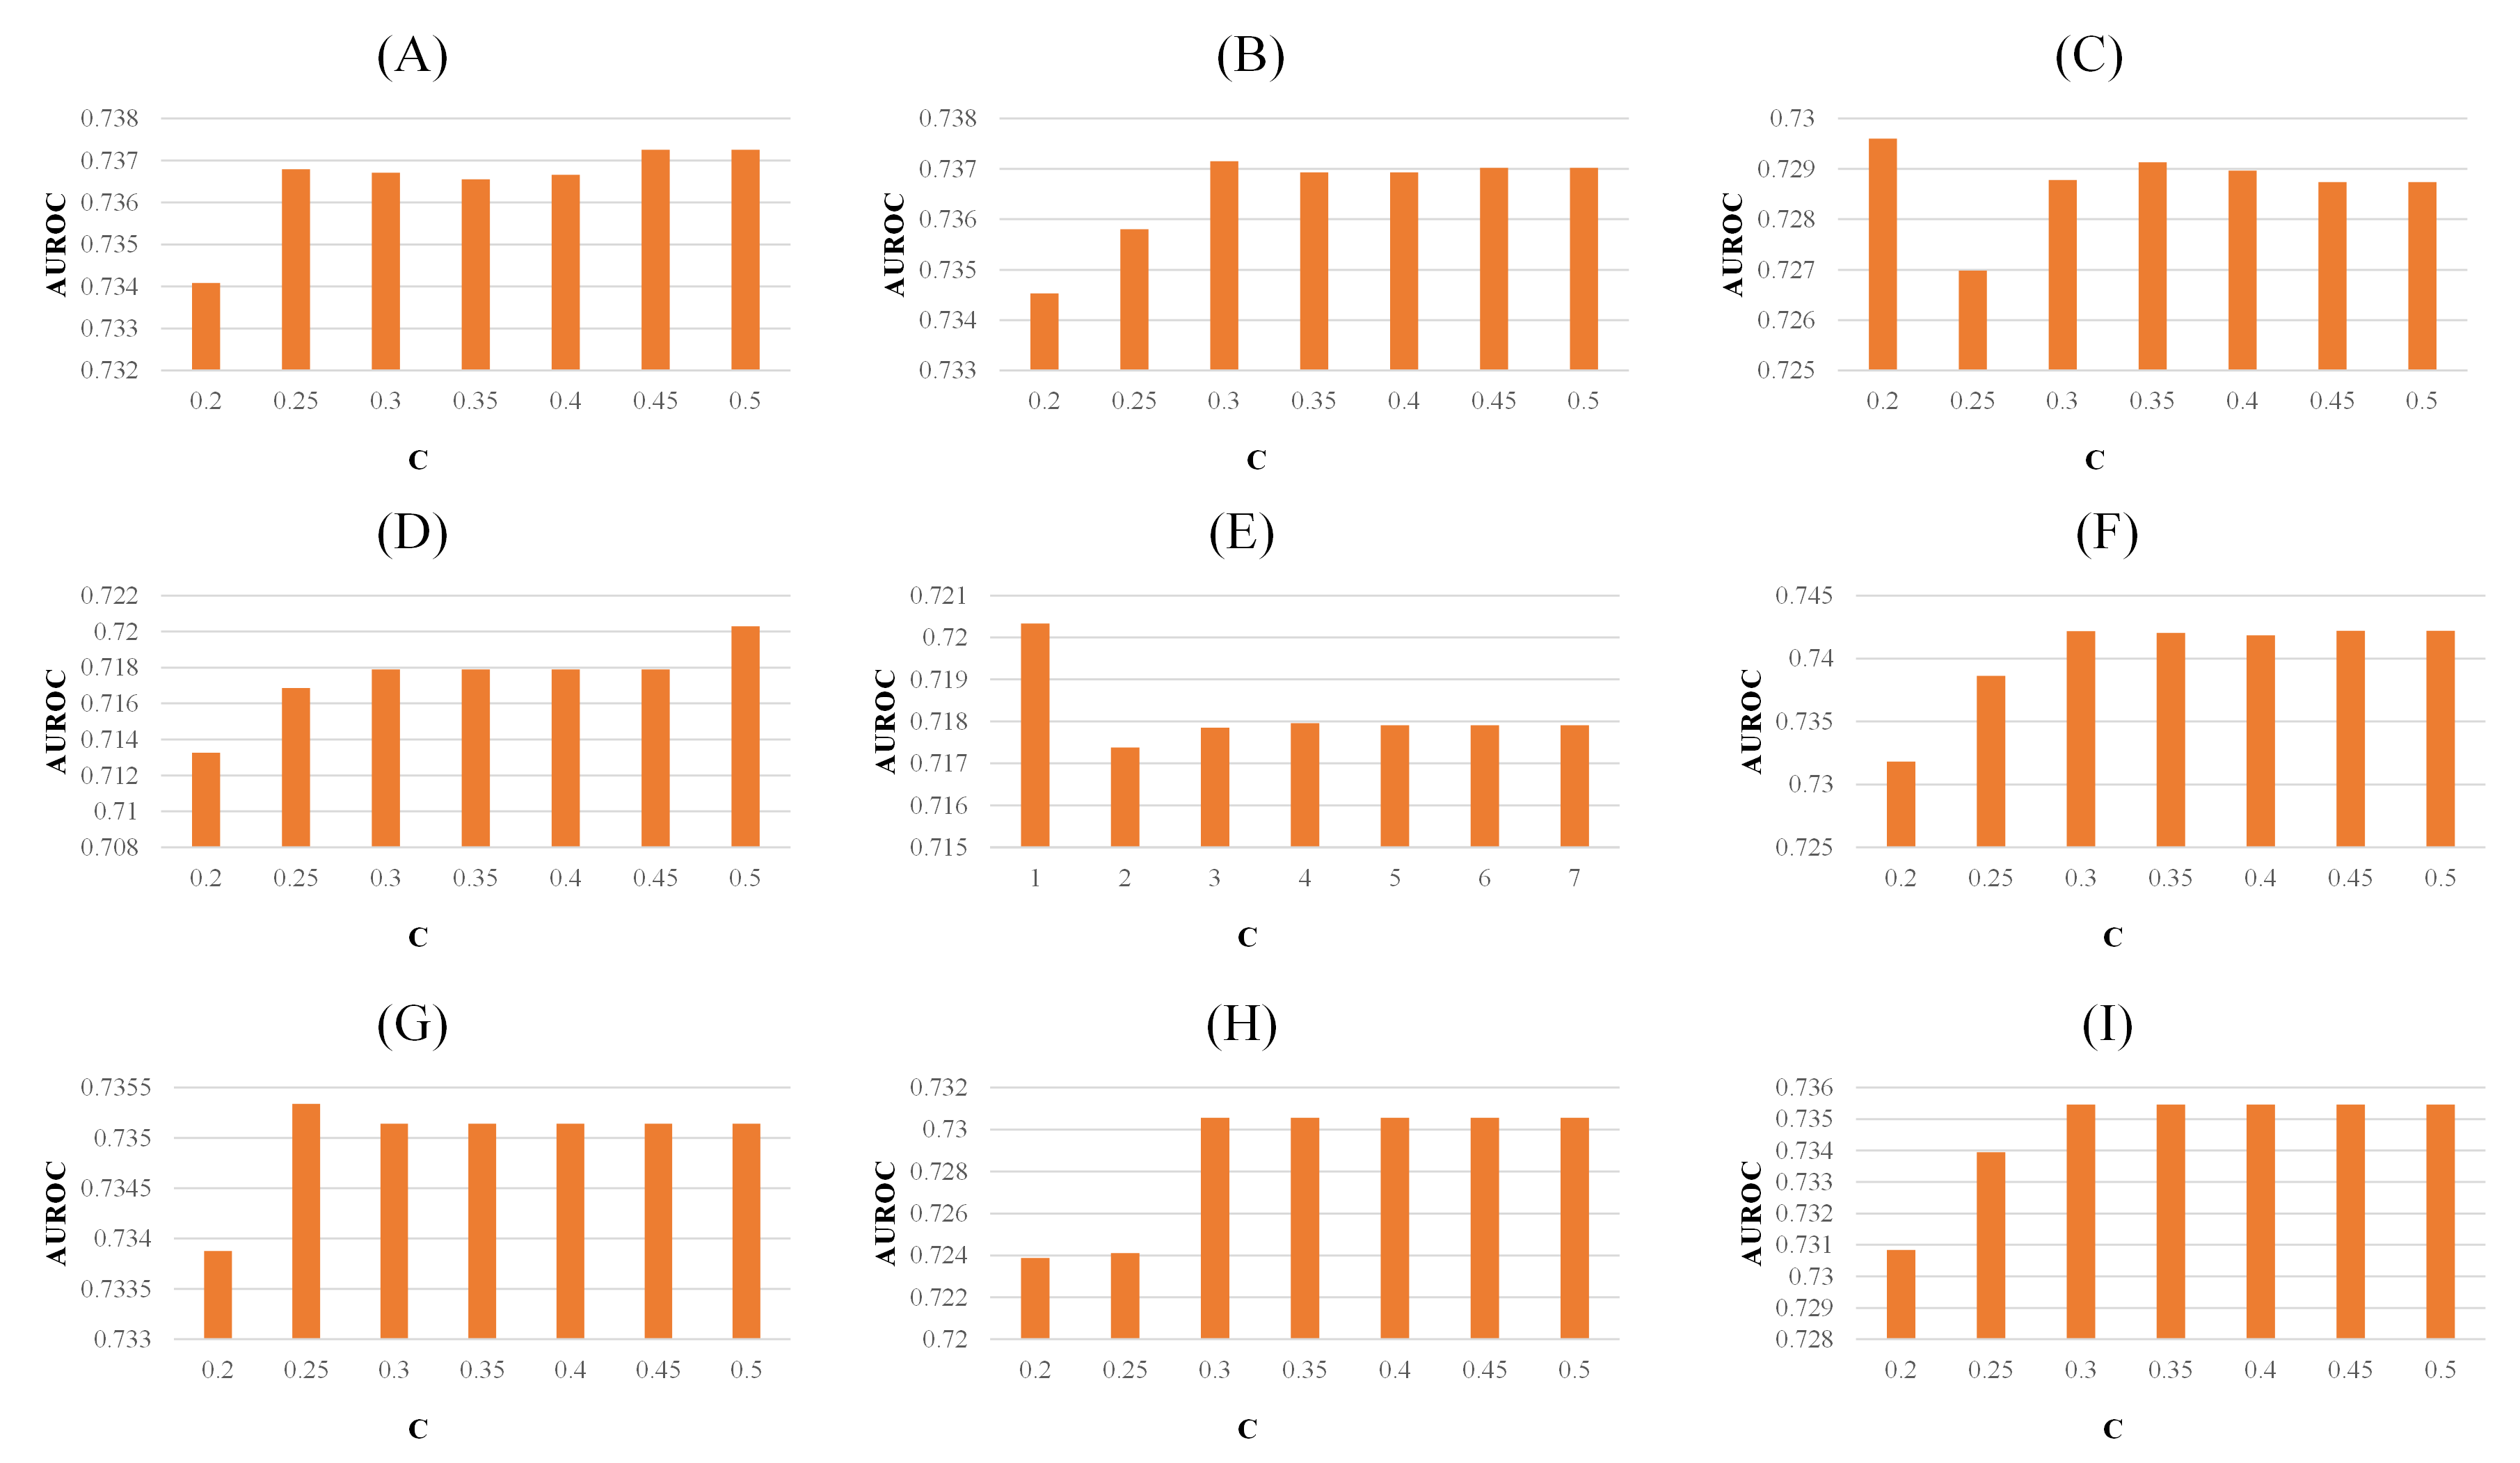 (A)
0.738
0.737
0.736
0.735
0.734
0.733
0.732
AUROC
0.2 0.25 0.3 0.35 0.4 0.45 0.5
C
(B)
0.738
0.737
0.736
0.735
0.734
0.733
AUROC
0.2 0.25 0.3 0.35 0.4 0.45 0.5
C
(C)
0.73
0.729
0.728
0.727
0.726
0.725
AUROC
0.2 0.25 0.3 0.35 0.4 0.45 0.5
C
(D)
0.722
0.72
0.718
0.716
0.714
0.712
0.71
0.708
AUROC
0.2 0.25 0.3 0.35 0.4 0.45 0.5
C
(E)
0.721
0.72
0.719
0.718
0.717
0.716
0.715
AUROC
1 2 3 4 5 6 7
C
(F)
0.745
0.74
0.735
0.73
0.725
AUROC
0.2 0.25 0.3 0.35 0.4 0.45 0.5
C
(G)
0.7355
0.735
0.7345
0.734
0.7335
0.733
AUROC
0.2 0.25 0.3 0.35 0.4 0.45 0.5
C
(H)
0.732
0.73
0.728
0.726
0.724
0.722
0.72
AUROC
0.2 0.25 0.3 0.35 0.4 0.45 0.5
C
(I)
0.736
0.735
0.734
0.733
0.732
0.731
0.73
0.729
0.728
AUROC
0.2 0.25 0.3 0.35 0.4 0.45 0.5
C